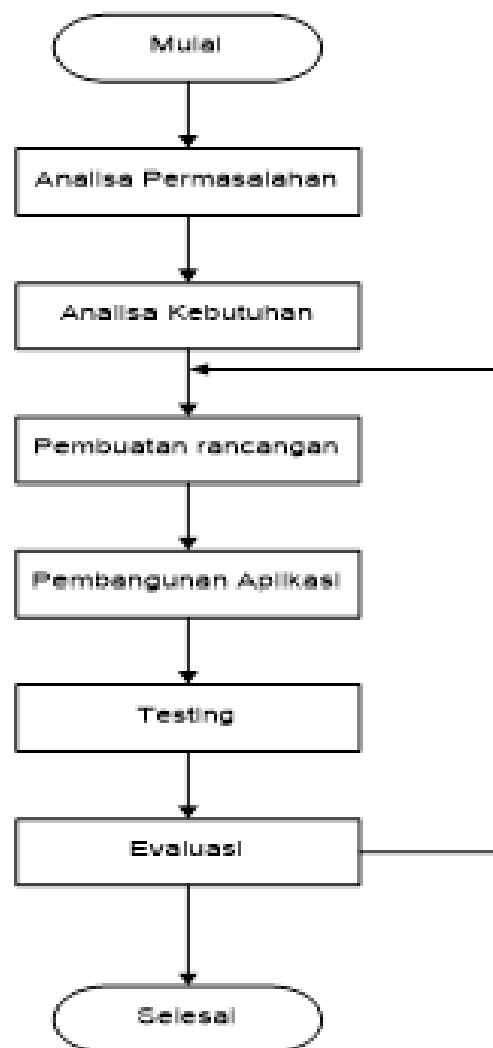 Mulai
Analisa Permasalahan
Analisa Kebutuhan
Pembuatan rancangan
Pembangunan Aplikasi
Testing
Evaluasi
Selesai